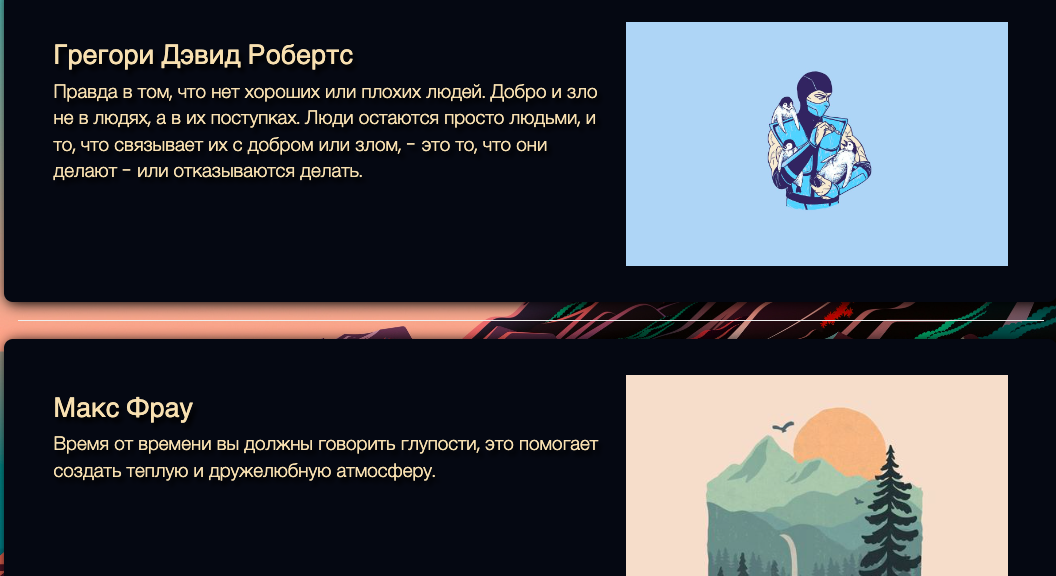 Грегори Дэвид Робертс
Правда в том, что нет хороших или плохих людей. Добро и зло
не в людях, а в их поступках. Люди остаются просто людьми, и
то, что связывает их с добром или злом, - это то, что они
делают - или отказываются делать.
Макс Фрау
Время от времени вы должны говорить глупости, это помогает
создать теплую и дружелюбную атмосферу.